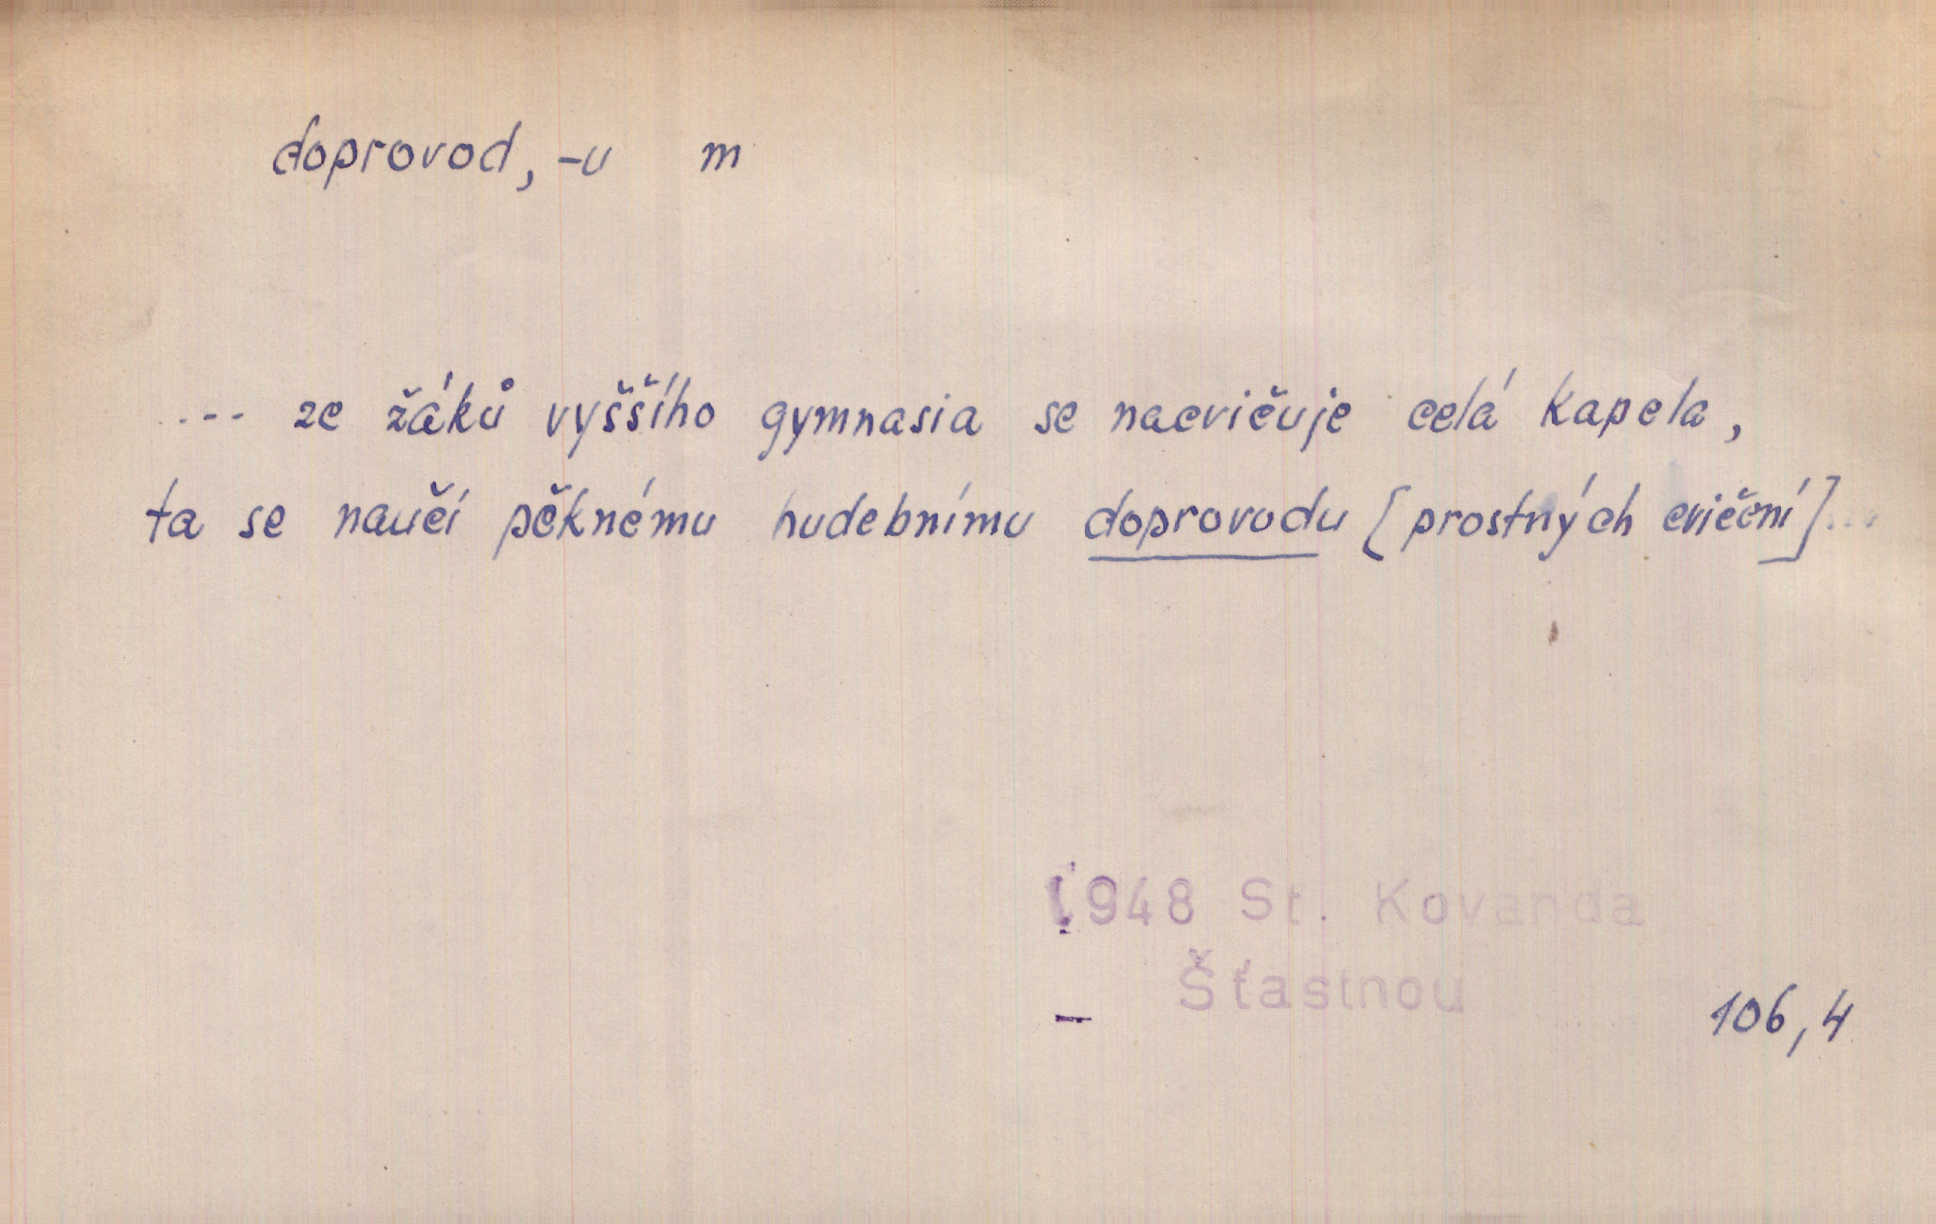 doprovod, -u m
... ze žáků vyššího gymnasia se nacvičuje celá kapela,
ta se naučí pěknému hudebnímu doprovodu [prostných cvičení]...
1948 St. Kovanda
Šťastnou
106,4